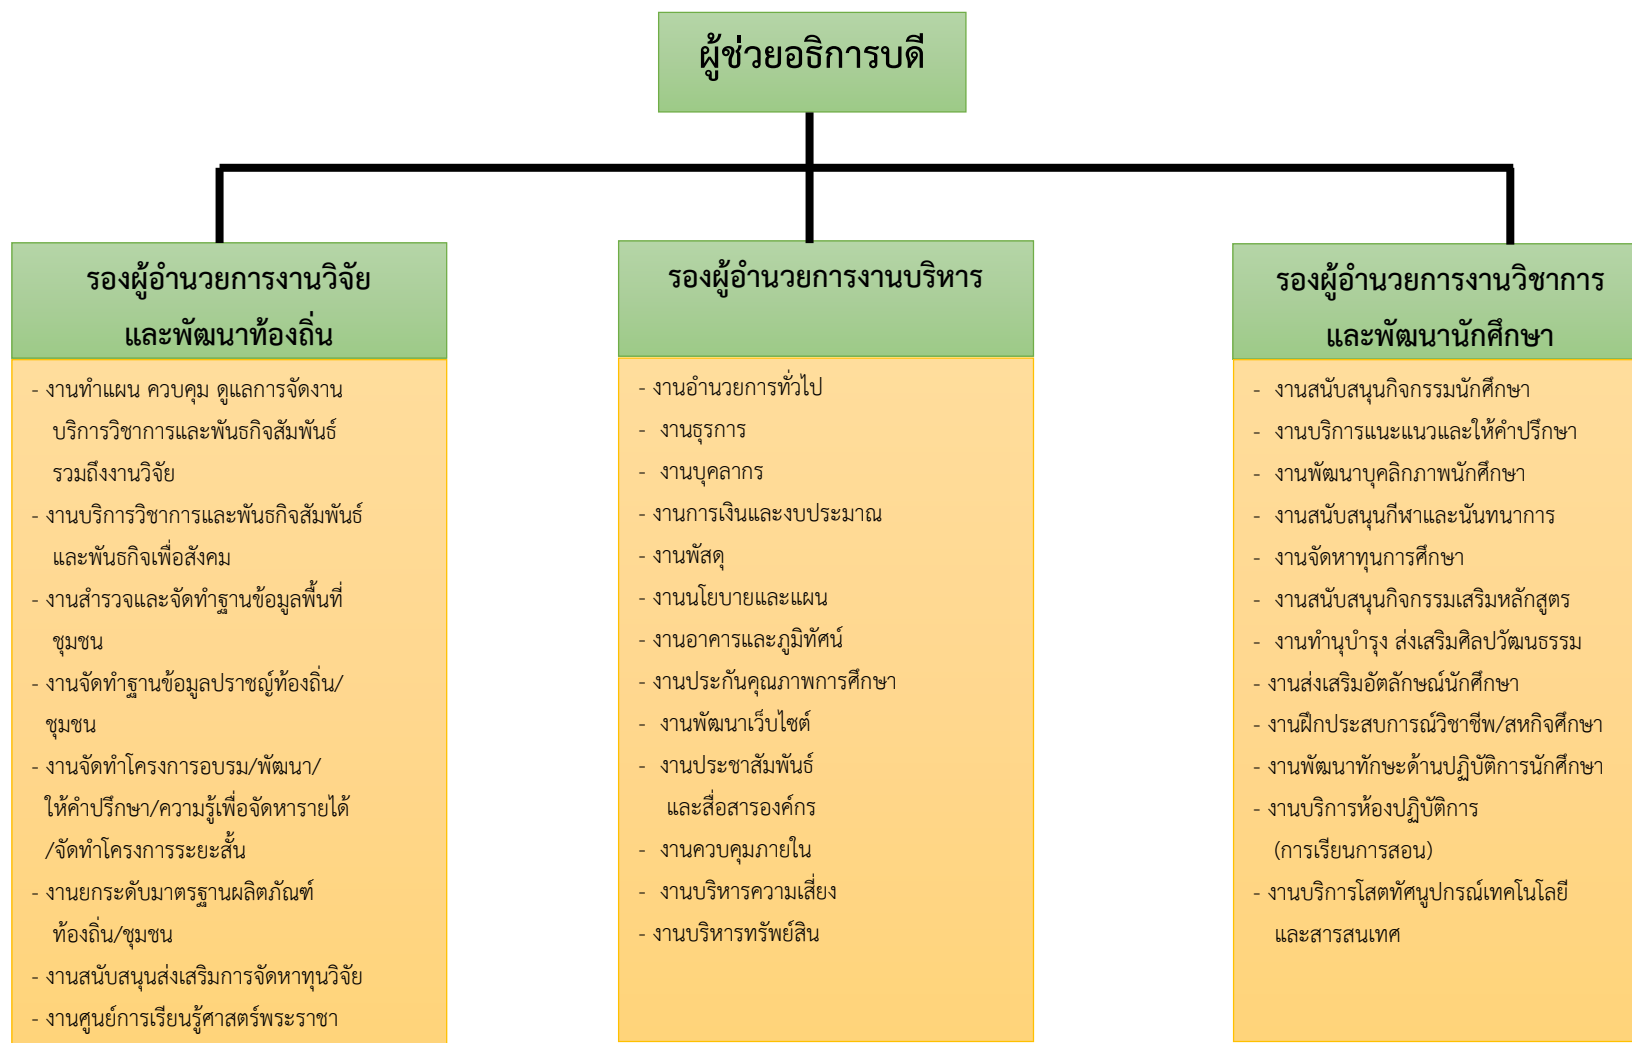 ผู้ช่วยอธิการบดี
รองผู้อำนวยการงานวิจัย
และพัฒนาท้องถิ่น
- งานทำแผน ควบคุม ดูแลการจัดงาน
บริการวิชาการและพันธกิจสัมพันธ์
รวมถึงงานวิจัย
- งานบริการวิชาการและพันธกิจสัมพันธ์
และพันธกิจเพื่อสังคม
- งานสำรวจและจัดทำฐานข้อมูลพื้นที่
ชุมชน
- งานจัดทำฐานข้อมูลปราชญ์ท้องถิ่น/
ชุมชน
- งานจัดทำโครงการอบรม/พัฒนา/
ให้คำปรึกษา/ความรู้เพื่อจัดหารายได้
/จัดทำโครงการระยะสั้น
- งานยกระดับมาตรฐานผลิตภัณฑ์
ท้องถิ่น/ชุมชน
- งานสนับสนุนส่งเสริมการจัดหาทุนวิจัย
- งานศูนย์การเรียนรู้ศาสตร์พระราชา
รองผู้อำนวยการงานบริหาร
- งานอำนวยการทั่วไป
- งานธุรการ
- งานบุคลากร
- งานการเงินและงบประมาณ
- งานพัสดุ
- งานนโยบายและแผน
- งานอาคารและภูมิทัศน์
- งานประกันคุณภาพการศึกษา
- งานพัฒนาเว็บไซต์
- งานประชาสัมพันธ์
และสื่อสารองค์กร
- งานควบคุมภายใน
- งานบริหารความเสี่ยง
- งานบริหารทรัพย์สิน
รองผู้อำนวยการงานวิชาการ
และพัฒนานักศึกษา
- งานสนับสนุนกิจกรรมนักศึกษา
- งานบริการแนะแนวและให้คำปรึกษา
- งานพัฒนาบุคลิกภาพนักศึกษา
- งานสนับสนุนกีฬาและนันทนาการ
- งานจัดหาทุนการศึกษา
- งานสนับสนุนกิจกรรมเสริมหลักสูตร
- งานทำนุบำรุง ส่งเสริมศิลปวัฒนธรรม
- งานส่งเสริมอัตลักษณ์นักศึกษา
- งานฝึกประสบการณ์วิชาชีพ/สหกิจศึกษา
- งานพัฒนาทักษะด้านปฏิบัติการนักศึกษา
- งานบริการห้องปฏิบัติการ
(การเรียนการสอน)
- งานบริการโสตทัศนูปกรณ์เทคโนโลยี
และสารสนเทศ